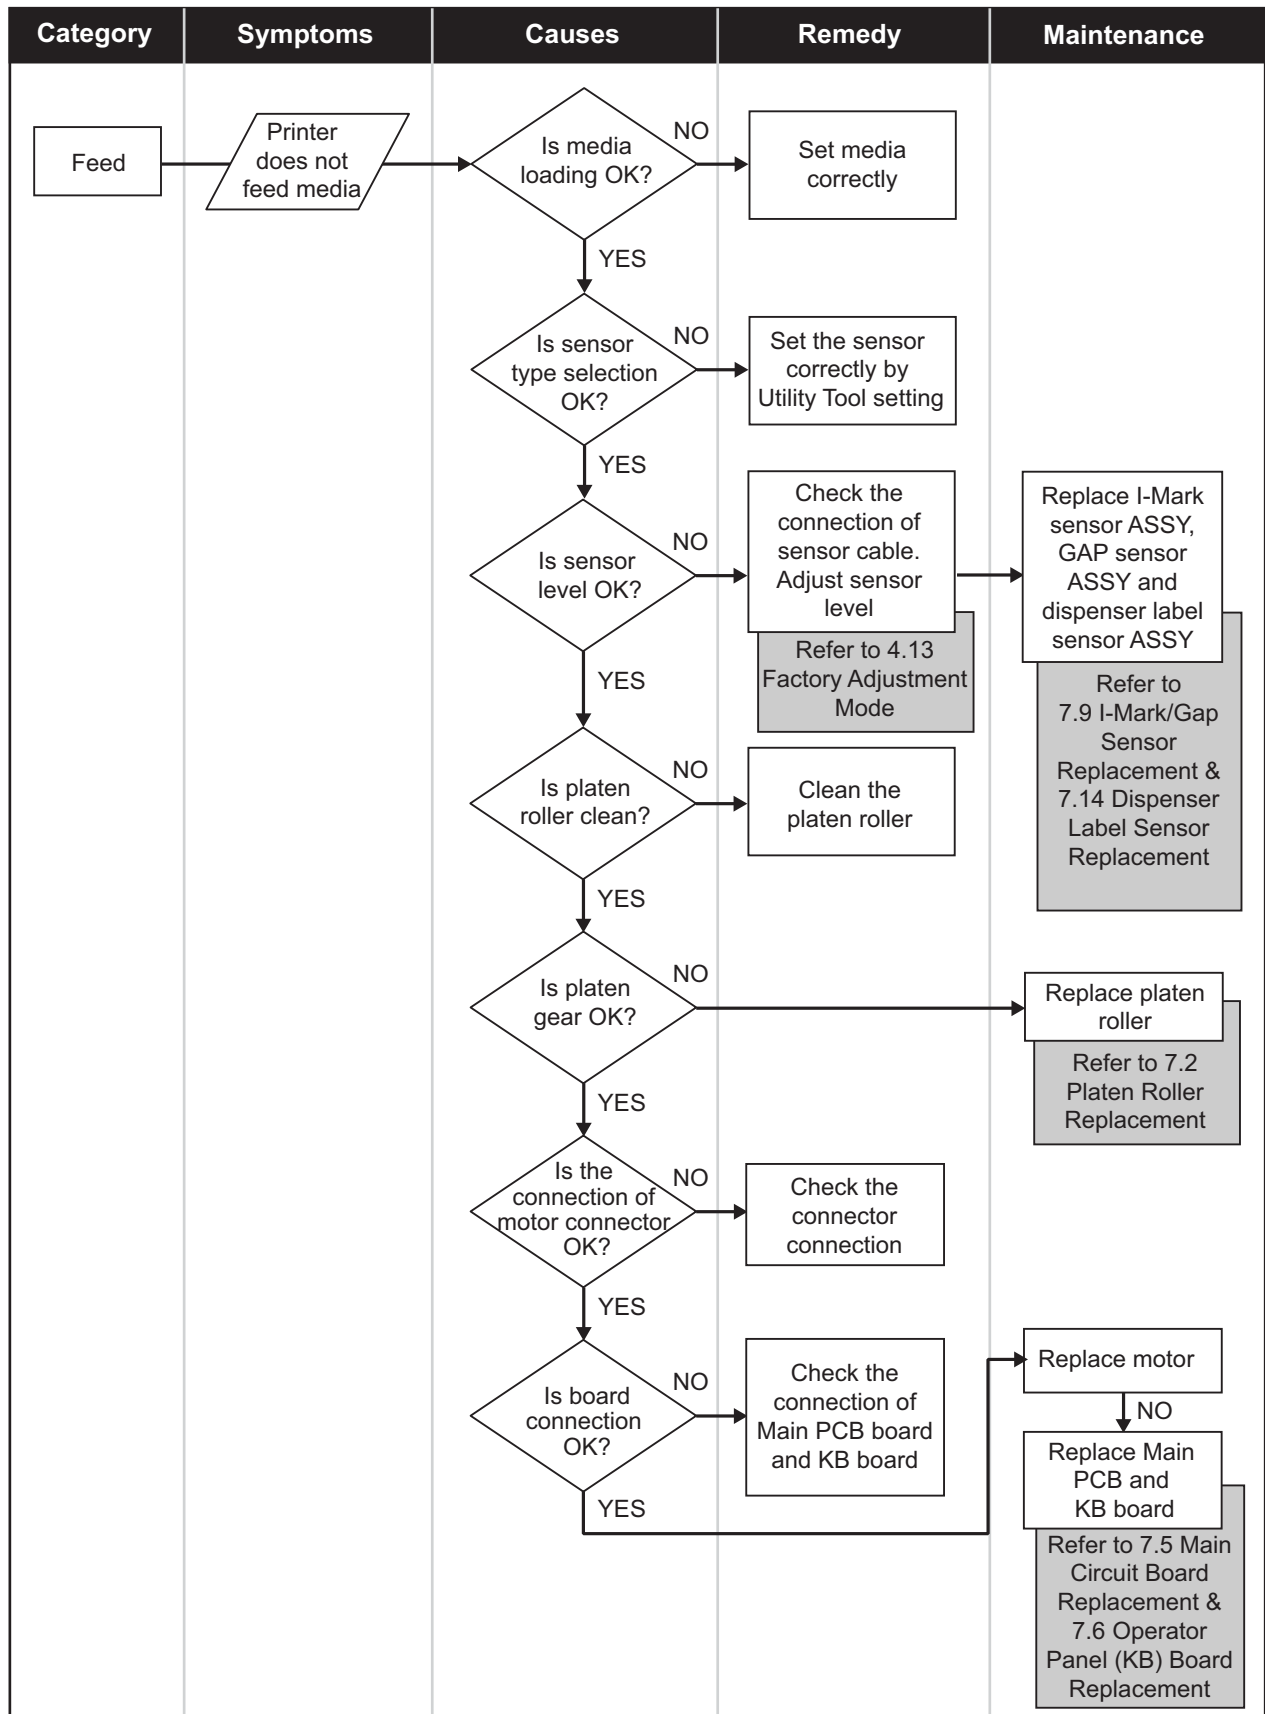 Category Symptoms Causes Remedy Maintenance
Feed
Printer
does not
feed media
Is media
loading OK?
NO
Set media
correctly
YES
Is sensor
type selection
OK?
NO
Set the sensor
correctly by
Utility Tool setting
YES
Is sensor
level OK?
NO
Check the
connection of
sensor cable.
Adjust sensor
level
Refer to 4.13
Factory Adjustment
Mode
Replace I-Mark
sensor ASSY,
GAP sensor
ASSY and
dispenser label
sensor ASSY
Refer to
7.9 I-Mark/Gap
Sensor
Replacement &
7.14 Dispenser
Label Sensor
Replacement
YES
Is platen
roller clean?
NO
Clean the
platen roller
YES
Is platen
gear OK?
NO
Replace platen
roller
Refer to 7.2
Platen Roller
Replacement
YES
Is the
connection of
motor connector
OK?
NO
Check the
connector
connection
YES
Is board
connection
OK?
NO
Check the
connection of
Main PCB board
and KB board
YES
Replace motor
NO
Replace Main
PCB and
KB board
Refer to 7.5 Main
Circuit Board
Replacement &
7.6 Operator
Panel (KB) Board
Replacement